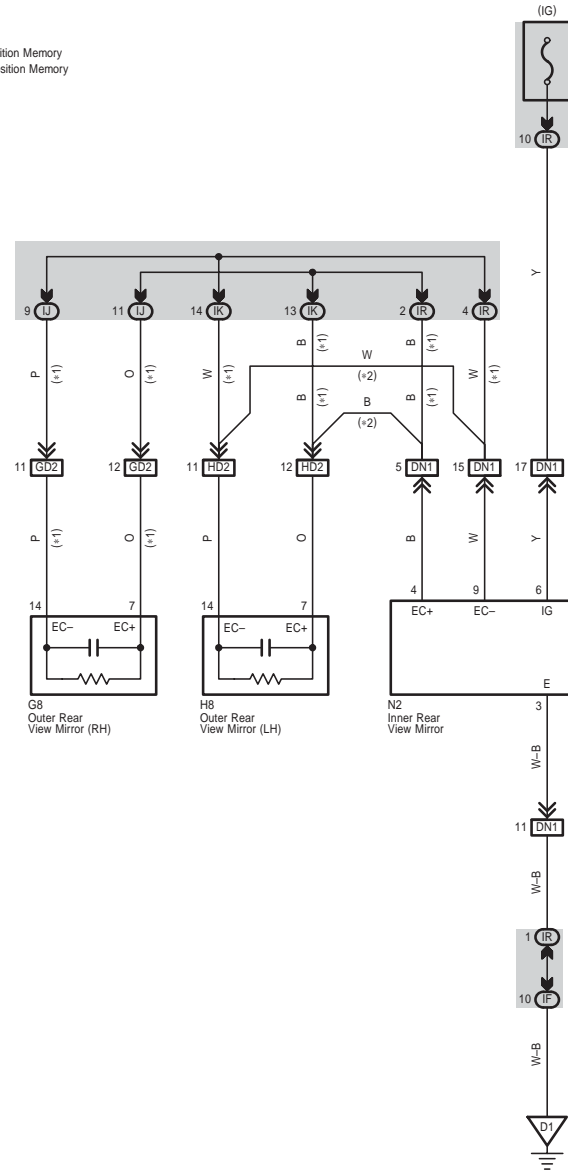 (IG)
ition Memory
sition Memory
10 IR
Y
9 IJ 11 IJ 14 IK 13 IK 2 IR 4 IR
P (*1) O (*1) W (*1) B (*1) B (*1) W (*1)
W
(*2)
B (*1) B (*1)
B
(*2)
11 GD2 12 GD2 11 HD2 12 HD2 5 DN1 15 DN1 17 DN1
P (*1) O (*1) P O B W Y
14 7 14 7 4 9 6
EC– EC+ EC– EC+ EC+ EC– IG
E
G8
Outer Rear
View Mirror (RH)
H8
Outer Rear
View Mirror (LH)
N2
Inner Rear
View Mirror
3
W–B
11 DN1
W–B
1 IR
10 IF
W–B
D1